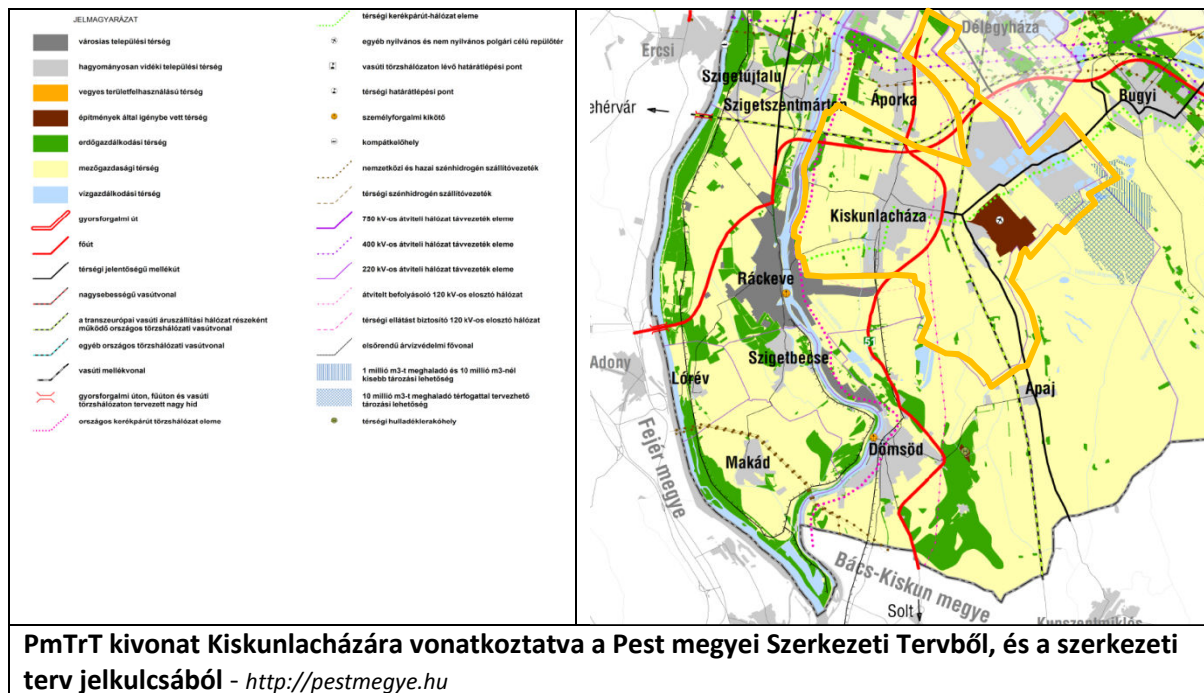 JELMAGYARÁZAT
városias települési térség
hagyományosan vidéki települési térség
vegyes területfelhasználású térség
építmények által igénybe vett térség
erdőgazdálkodási térség
mezőgazdasági térség
vízgazdálkodási térség
gyorsforgalmi út
főút
térségi jelentőségű mellékút
nagysebességű vasútvonal
a transzeurópai vasúti áruszállítási hálózat részeként
működő országos törzshálózati vasútvonal
egyéb országos törzshálózati vasútvonal
vasúti mellékvonal
gyorsforgalmi úton, főúton és vasúti
törzshálózaton tervezett nagy híd
országos kerékpárút törzshálózat eleme
térségi kerékpárút-hálózat eleme
egyéb nyilvános és nem nyilvános polgári célú repülőtér
vasúti törzshálózaton lévő határátlépési pont
térségi határátlépési pont
személyforgalmi kikötő
kompátkelőhely
nemzetközi és hazai szénhidrogén szállítóvezeték
térségi szénhidrogén szállítóvezeték
750 kV-os átviteli hálózat távvezeték eleme
400 kV-os átviteli hálózat távvezeték eleme
220 kV-os átviteli hálózat távvezeték eleme
átvitelt befolyásoló 120 kV-os elosztó hálózat
térségi ellátást biztosító 120 kV-os elosztó hálózat
elsőrendű árvízvédelmi fővonal
1 millió m3-t meghaladó és 10 millió m3-nél
kisebb tározási lehetőség
10 millió m3-t meghaladó térfogattal tervezhető
tározási lehetőség
térségi hulladéklerakóhely
Délegyháza
Ercsi
Szigetújfalu
Bugyi
Áporka
Szigetszentmárton
ehérvár
Kiskunlacháza
Ráckeve
51
Szigetbecse
Adony
Lórév
Apaj
Dömsöd
Makád
Fejér megye
Bács-Kiskun megye
Solt
Kunszentmiklós
PmTrT kivonat Kiskunlacházára vonatkoztatva a Pest megyei Szerkezeti Tervből, és a szerkezeti
terv jelkulcsából - http://pestmegye.hu